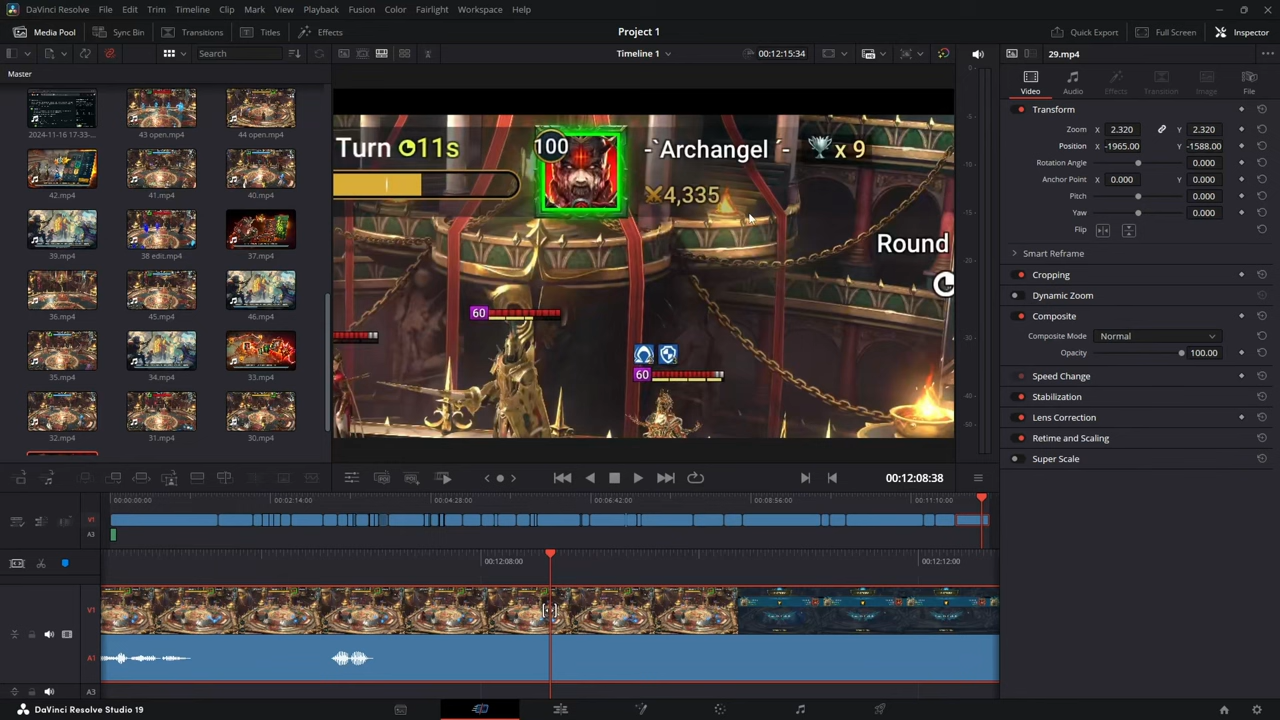 DaVinci Resolve File Edit Trim Timeline Clip Mark View Playback Fusion Color Fairlight Workspace Help
Media Pool Sync Bin Transitions Titles Effects Project 1 Quick Export Full Screen Inspector
Search Timeline 1 00:12:15:34 29.mp4
Master
Video Audio Effects Transition Image File
2024-11-16 17-33-... 43 open.mp4 44 open.mp4
42.mp4 41.mp4 40.mp4
39.mp4 38 edit.mp4 37.mp4
36.mp4 45.mp4 46.mp4
35.mp4 34.mp4 33.mp4
32.mp4 31.mp4 30.mp4
Turn 11s 100 -`Archangel ´- x 9
4,335
Round
60
60
Transform
Zoom X 2.320 Y 2.320
Position X -1965.00 Y -1588.00
Rotation Angle 0.000
Anchor Point X 0.000 Y 0.000
Pitch 0.000
Yaw 0.000
Flip
Smart Reframe
Cropping
Dynamic Zoom
Composite
Composite Mode Normal
Opacity 100.00
Speed Change
Stabilization
Lens Correction
Retime and Scaling
Super Scale
00:12:08:38
00:00:00:00 00:02:14:00 00:04:28:00 00:06:42:00 00:08:56:00 00:11:10:00
V1
A3
00:12:08:00 00:12:12:00
V1
A1
A3
DaVinci Resolve Studio 19